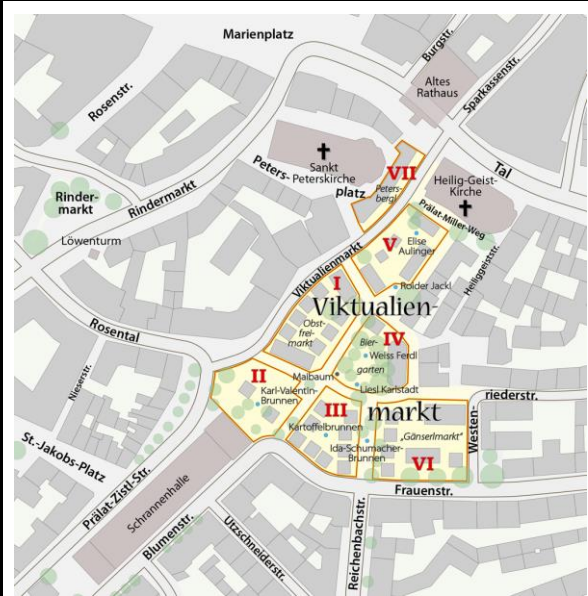 Marienplatz
Burgstr.
Altes
Rathaus
Sparkassenstr.
Rosenstr.
Sankt
Peterskirche
Peters-
platz
VII
Peters-
bergl
Tal
Heilig-Geist-
Kirche
Prälat-Miller-Weg
Rinder-
markt
Rindermarkt
Löwenturm
V
Elise
Aulinger
Heiliggeiststr.
Viktualienmarkt
Roider Jackl
I
Viktualien-
Obst-
frei-
markt
Rosental
Bier-
garten
IV
Weiss Ferdl
Maibaum
Liesl Karlstadt
II
Karl-Valentin-
Brunnen
Nieserstr.
III
markt
Kartoffelbrunnen
Ida-Schumacher-
Brunnen
„Gänserlmarkt“
VI
Westen-
riederstr.
St.-Jakobs-Platz
Prälat-Zistl-Str.
Schrannenhalle
Frauenstr.
Blumenstr.
Utzschneiderstr.
Reichenbachstr.